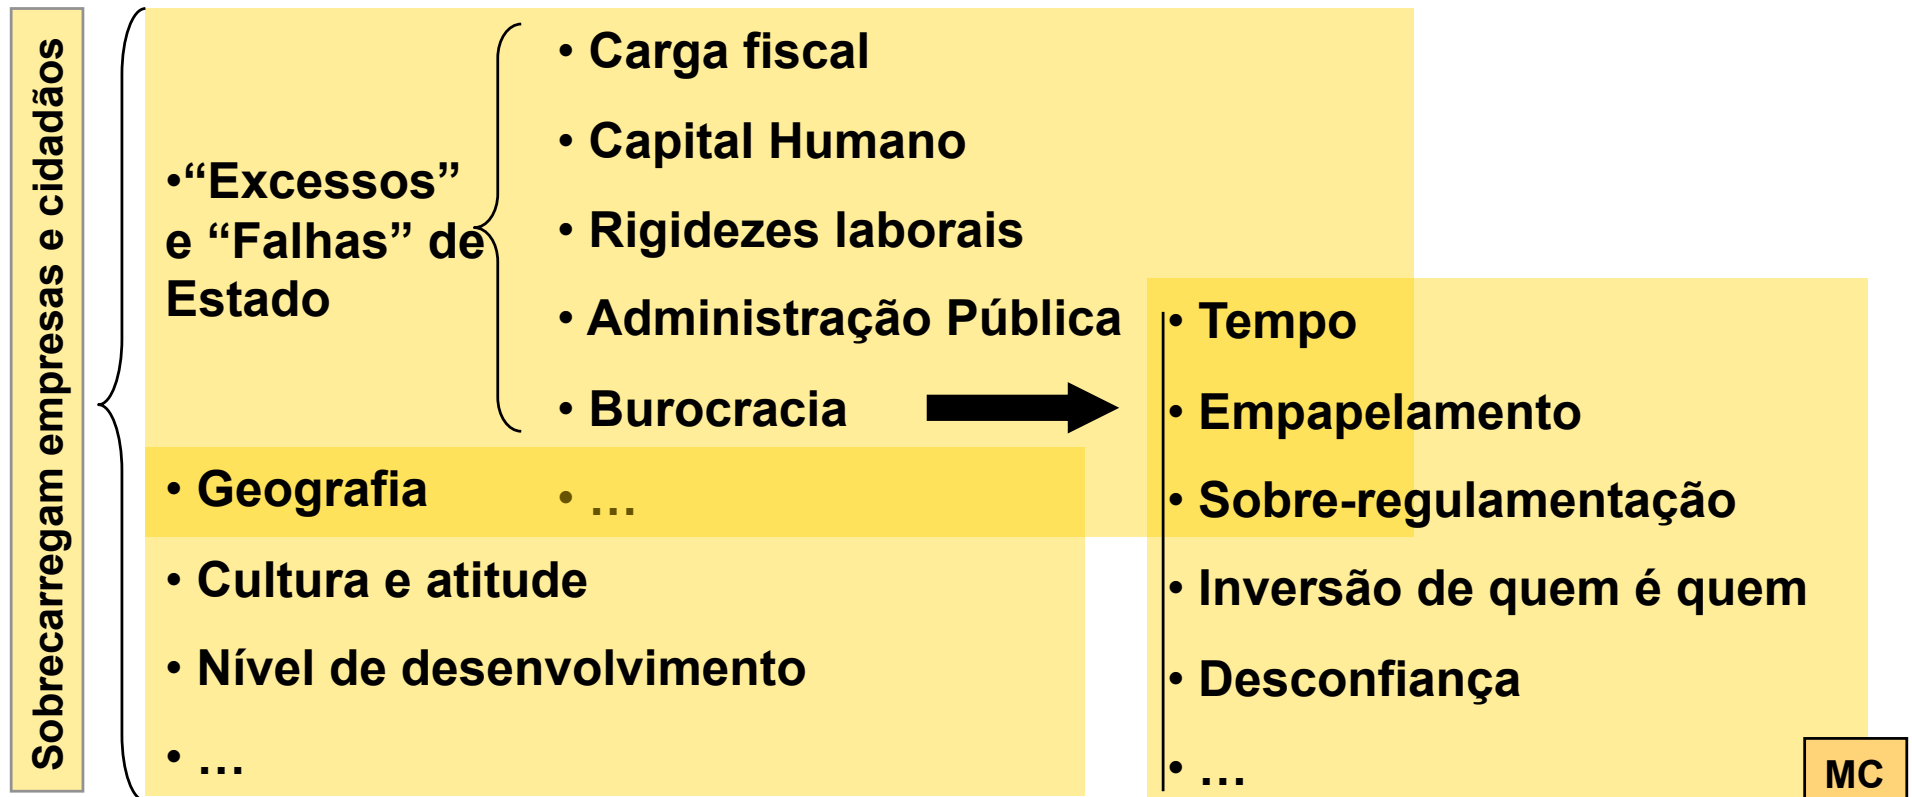 Sobrecarregam empresas e cidadãos
•“Excessos”
e “Falhas” de
Estado
• Carga fiscal
• Capital Humano
• Rigidezes laborais
• Administração Pública
• Burocracia
• …
• Geografia
• Cultura e atitude
• Nível de desenvolvimento
• …
• Tempo
• Empapelamento
• Sobre-regulamentação
• Inversão de quem é quem
• Desconfiança
• …
MC